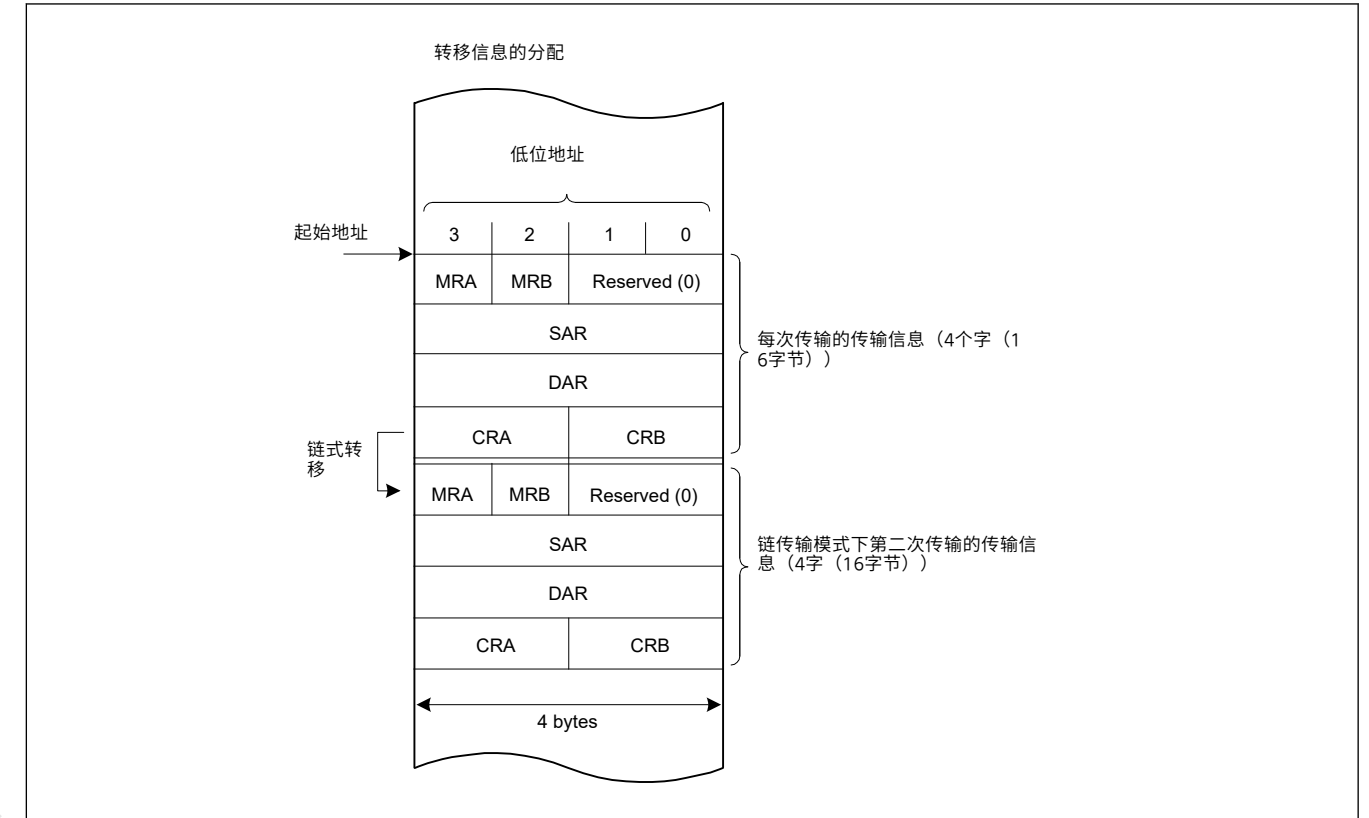 转移信息的分配
低位地址
起始地址
3 2 1 0
MRA MRB Reserved (0)
SAR
每次传输的传输信息（4个字（1
6字节））
DAR
CRA CRB
链式转
移
MRA MRB Reserved (0)
SAR
链传输模式下第二次传输的传输信
息（4字（16字节））
DAR
CRA CRB
4 bytes